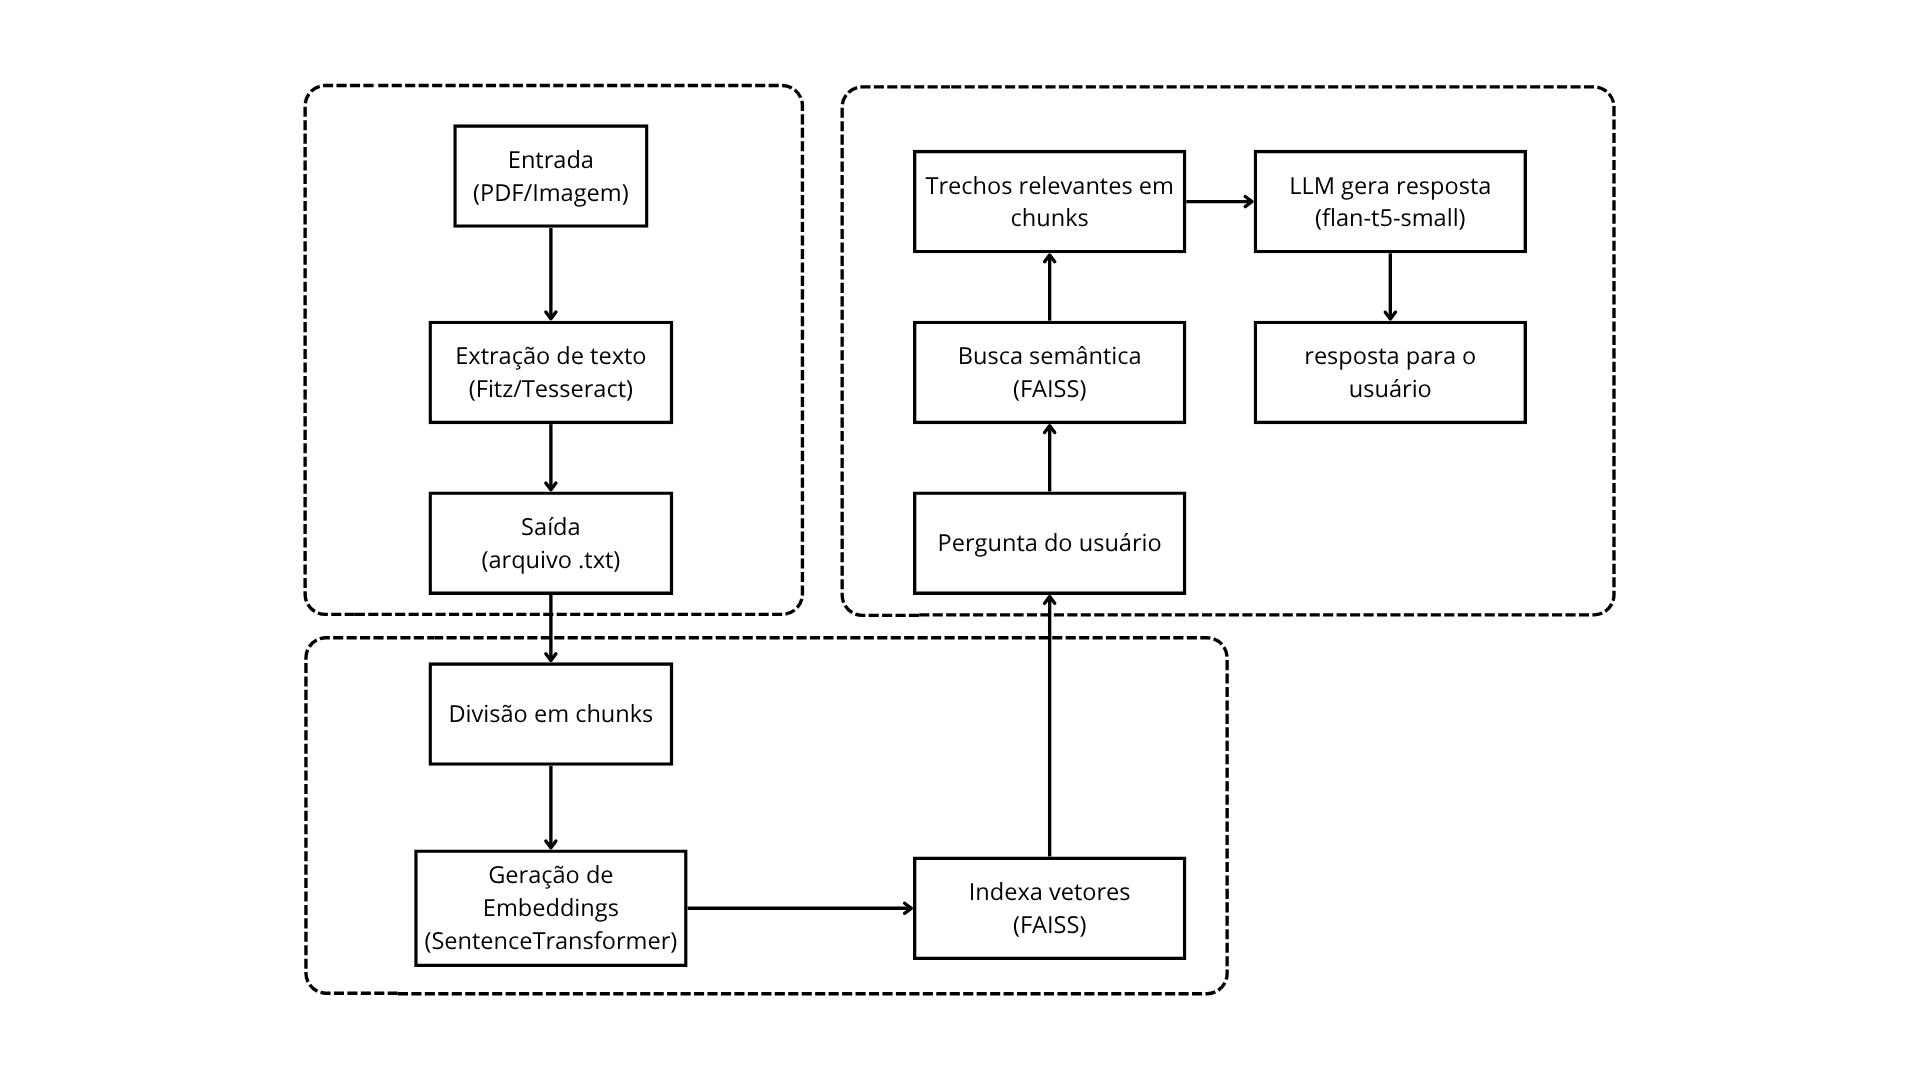 Entrada
(PDF/Imagem)
Extração de texto
(Fitz/Tesseract)
Saída
(arquivo .txt)
Divisão em chunks
Geração de
Embeddings
(SentenceTransformer)
Indexa vetores
(FAISS)
Pergunta do usuário
Busca semântica
(FAISS)
Trechos relevantes em
chunks
LLM gera resposta
(flan-t5-small)
resposta para o
usuário